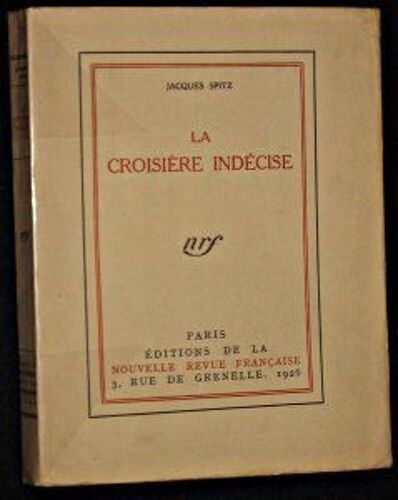 JACQUES SPITZ
LA
CROISIÈRE INDÉCISE
nrf
PARIS
ÉDITIONS DE LA
NOUVELLE REVUE FRANÇAISE
3, RUE DE GRENELLE. 1926